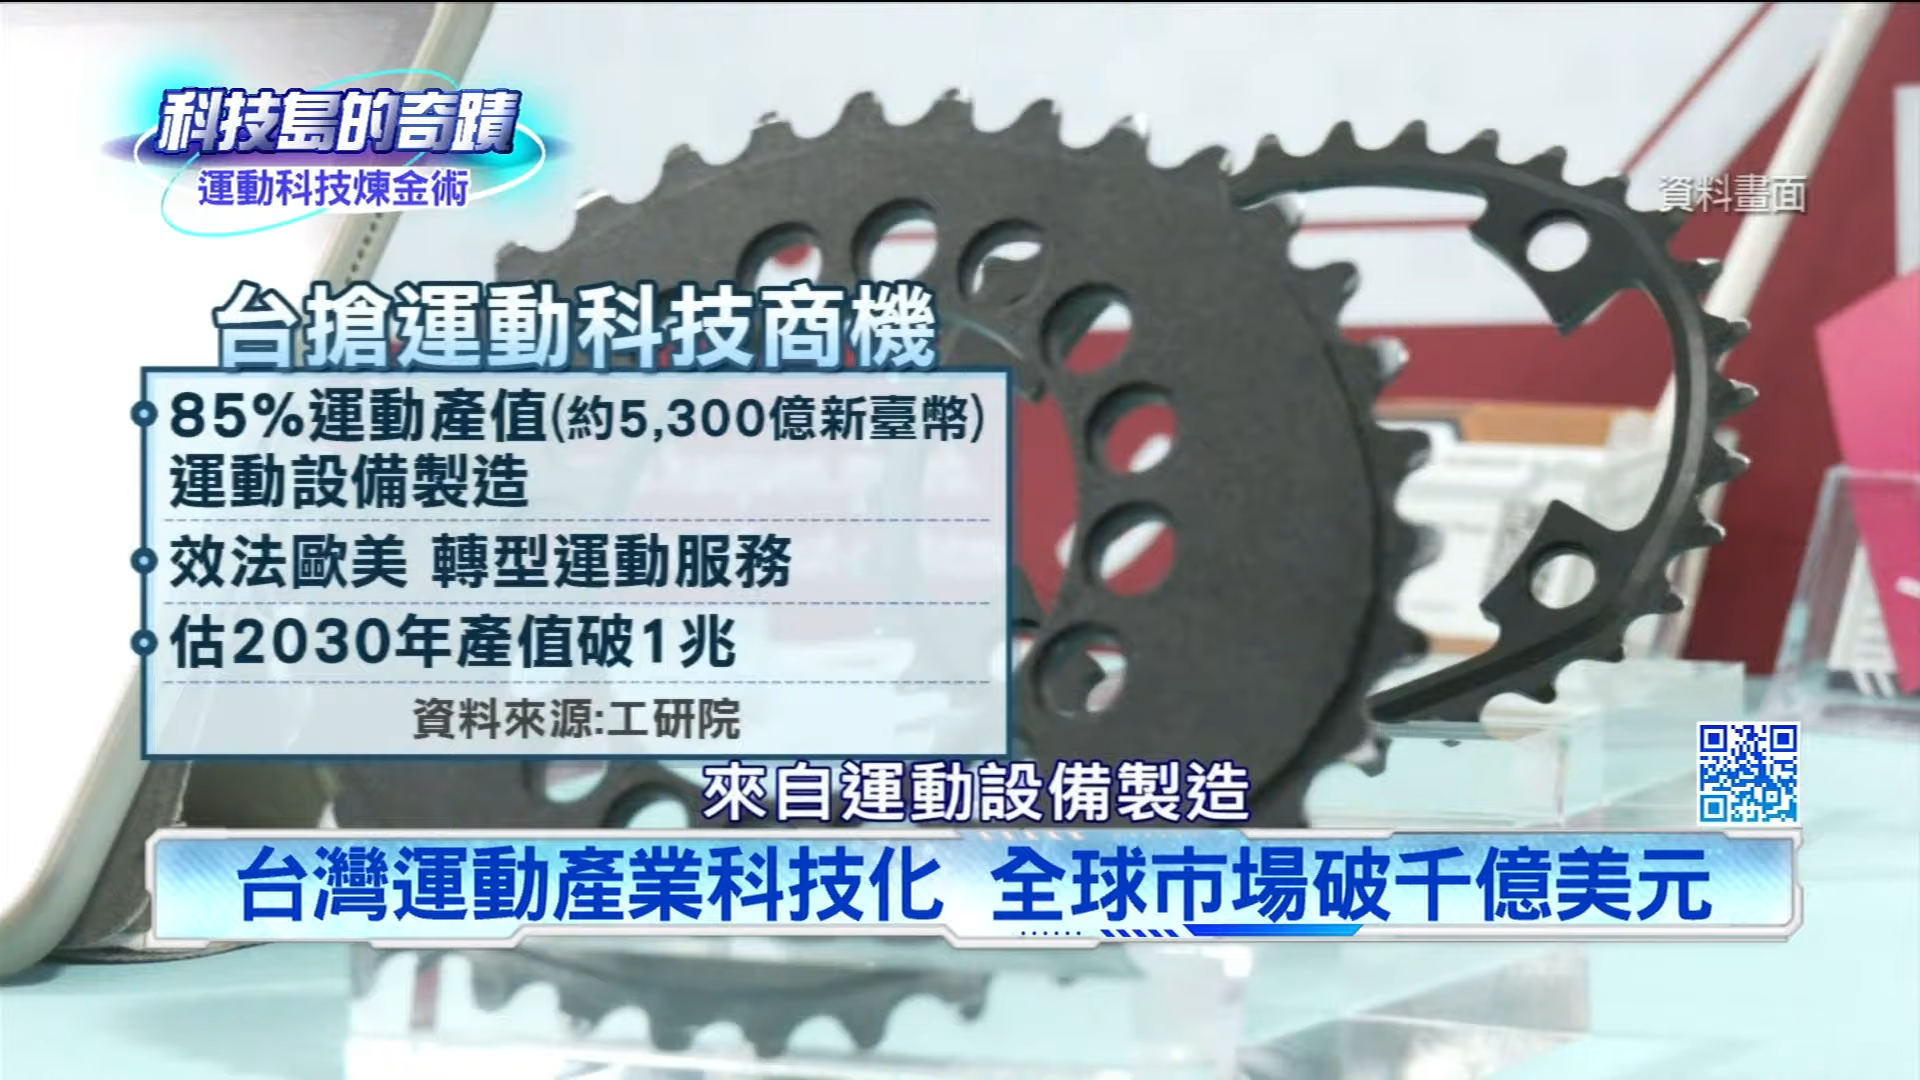 科技島的奇蹟
運動科技煉金術
資料畫面
台搶運動科技商機
85%運動產值(約5,300億新臺幣)
運動設備製造
效法歐美 轉型運動服務
估2030年產值破1兆
資料來源:工研院
來自運動設備製造
台灣運動產業科技化 全球市場破千億美元